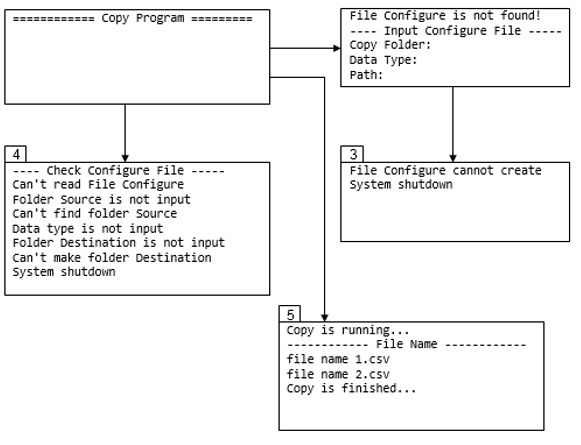 ============ Copy Program =========
File Configure is not found!
---- Input Configure File -----
Copy Folder:
Data Type:
Path:
4
---- Check Configure File -----
Can't read File Configure
Folder Source is not input
Can't find folder Source
Data type is not input
Folder Destination is not input
Can't make folder Destination
System shutdown
3
File Configure cannot create
System shutdown
5
Copy is running...
------------ File Name ------------
file name 1.csv
file name 2.csv
Copy is finished...